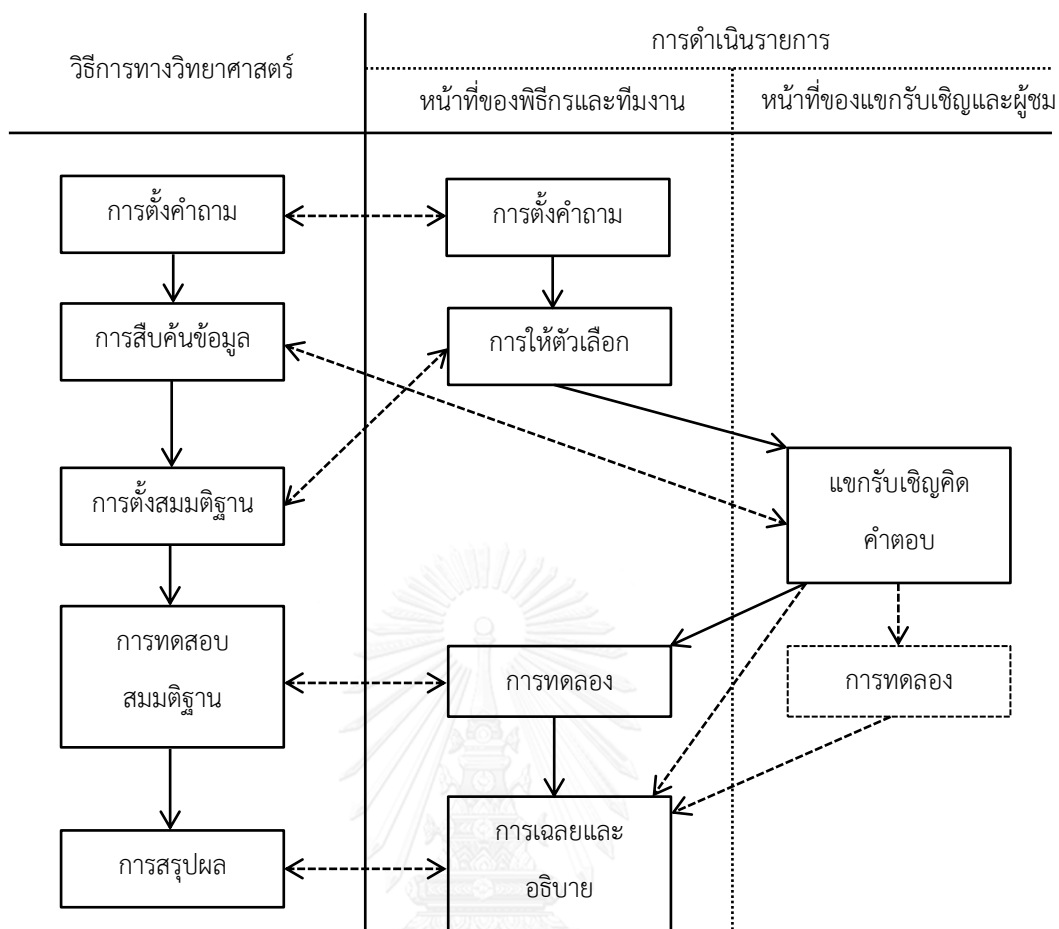 วิธีการทางวิทยาศาสตร์
การดำเนินรายการ
หน้าที่ของพิธีกรและทีมงาน
หน้าที่ของแขกรับเชิญและผู้ชม
การตั้งคำถาม
การตั้งคำถาม
การสืบค้นข้อมูล
การให้ตัวเลือก
การตั้งสมมติฐาน
แขกรับเชิญคิด
คำตอบ
การทดสอบ
สมมติฐาน
การทดลอง
การทดลอง
การสรุปผล
การเฉลยและ
อธิบาย